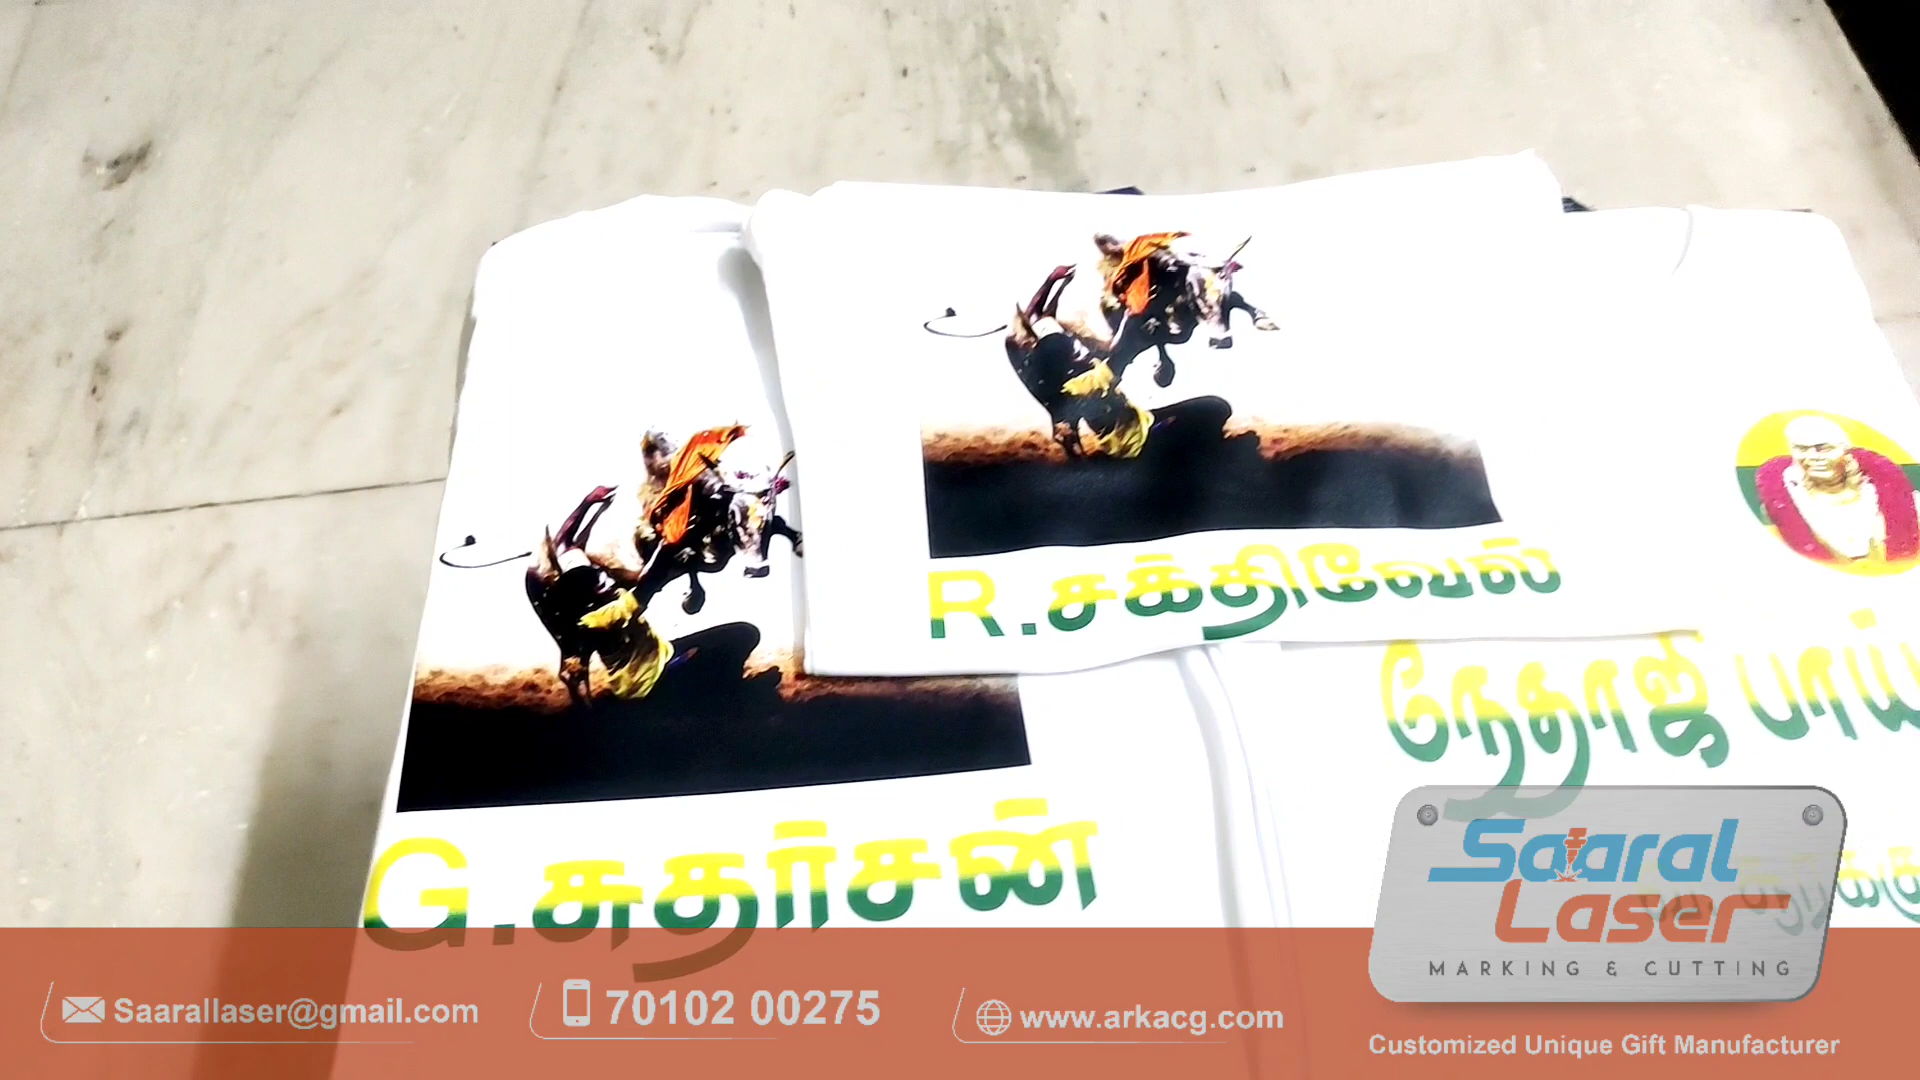 R.சக்திவேல்
G.சுதர்சன்
நேதாஜி பாய்
Saaral
Laser
MARKING & CUTTING
Saarallaser@gmail.com
70102 00275
www.arkacg.com
Customized Unique Gift Manufacturer